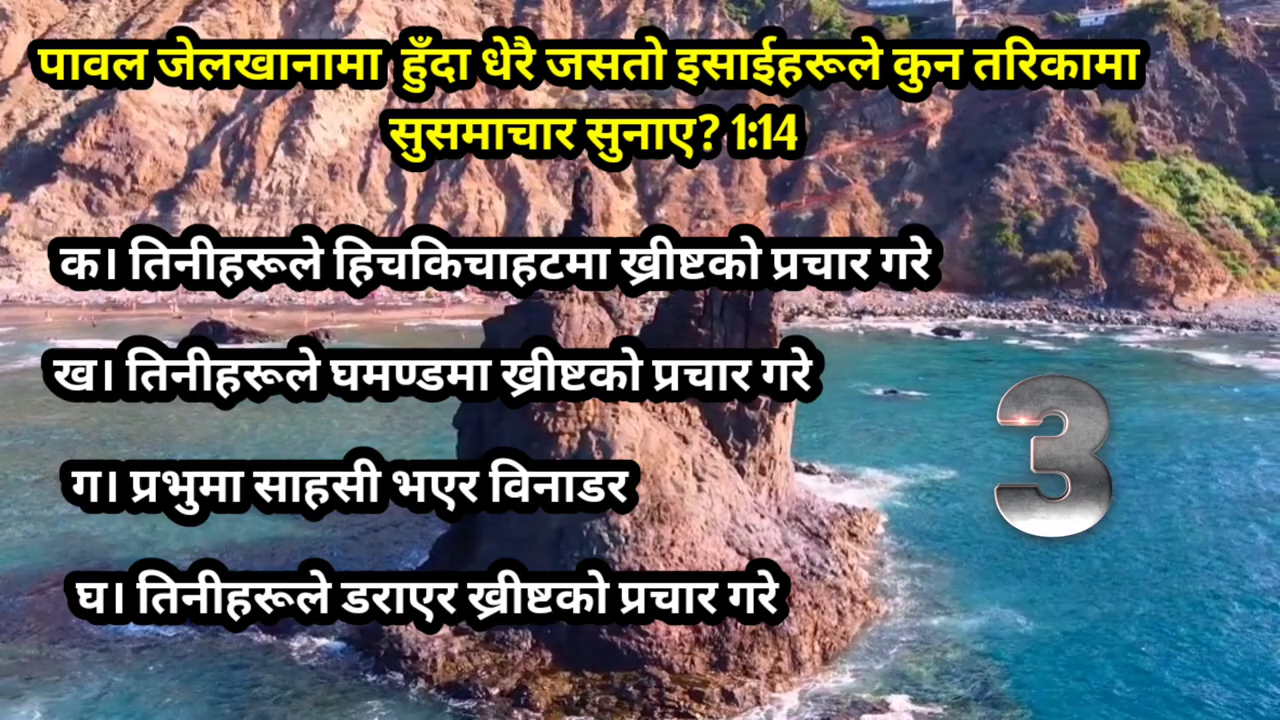 पावल जेलखानामा हुँदा धेरै जसतो इसाईहरूले कुन तरिकामा
सुसमाचार सुनाए? 1:14
क। तिनीहरूले हिचकिचाहटमा ख्रीष्टको प्रचार गरे
ख। तिनीहरूले घमण्डमा ख्रीष्टको प्रचार गरे
ग। प्रभुमा साहसी भएर विनाडर
घ। तिनीहरूले डराएर ख्रीष्टको प्रचार गरे
3